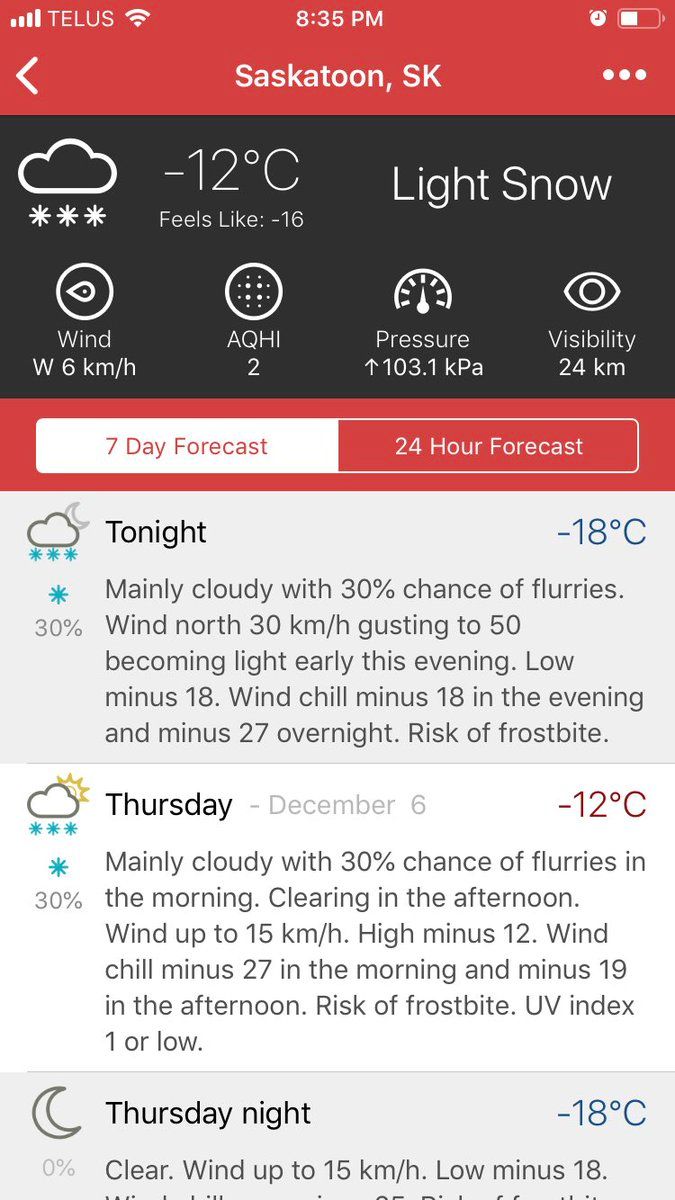 TELUS 8:35 PM
Saskatoon, SK
-12°C
Light Snow
Feels Like: -16
Wind AQHI Pressure Visibility
W 6 km/h 2 ↑103.1 kPa 24 km
7 Day Forecast 24 Hour Forecast
Tonight -18°C
30%
Mainly cloudy with 30% chance of flurries.
Wind north 30 km/h gusting to 50
becoming light early this evening. Low
minus 18. Wind chill minus 18 in the evening
and minus 27 overnight. Risk of frostbite.
Thursday - December 6 -12°C
30%
Mainly cloudy with 30% chance of flurries in
the morning. Clearing in the afternoon.
Wind up to 15 km/h. High minus 12. Wind
chill minus 27 in the morning and minus 19
in the afternoon. Risk of frostbite. UV index
1 or low.
Thursday night -18°C
0%
Clear. Wind up to 15 km/h. Low minus 18.